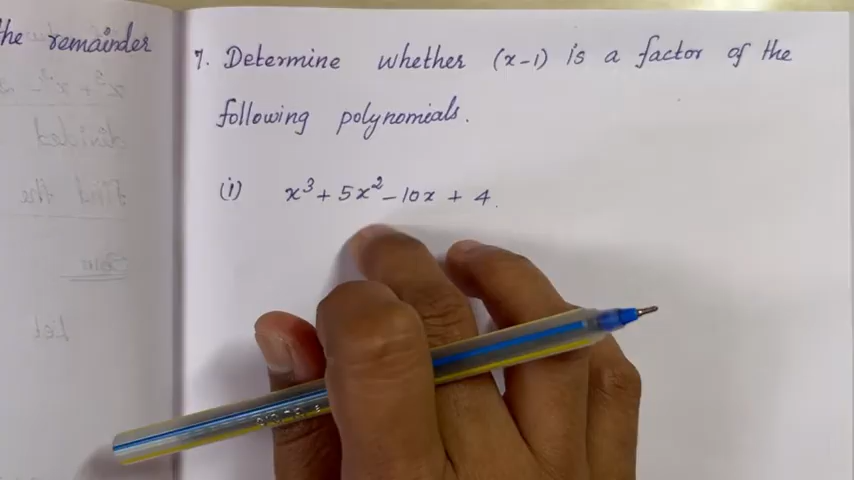 the remainder
7. Determine whether (x-1) is a factor of the
following polynomials.
(i) x³ + 5x² - 10x + 4.